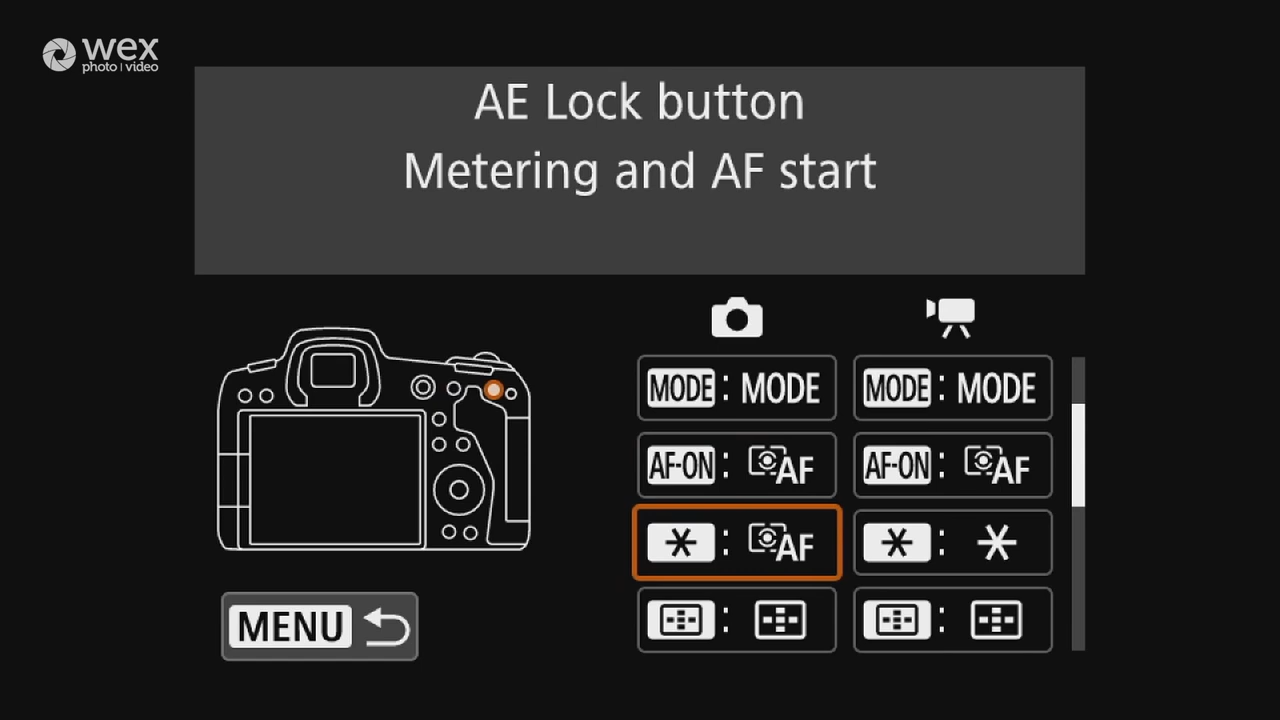 wex
photo | video
AE Lock button
Metering and AF start
MODE : MODE
MODE : MODE
AF-ON : AF
AF-ON : AF
* : AF
* : *
MENU